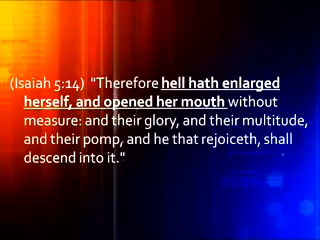 (Isaiah 5:14)  "Therefore hell hath enlarged
herself, and opened her mouth without
measure: and their glory, and their multitude,
and their pomp, and he that rejoiceth, shall
descend into it."